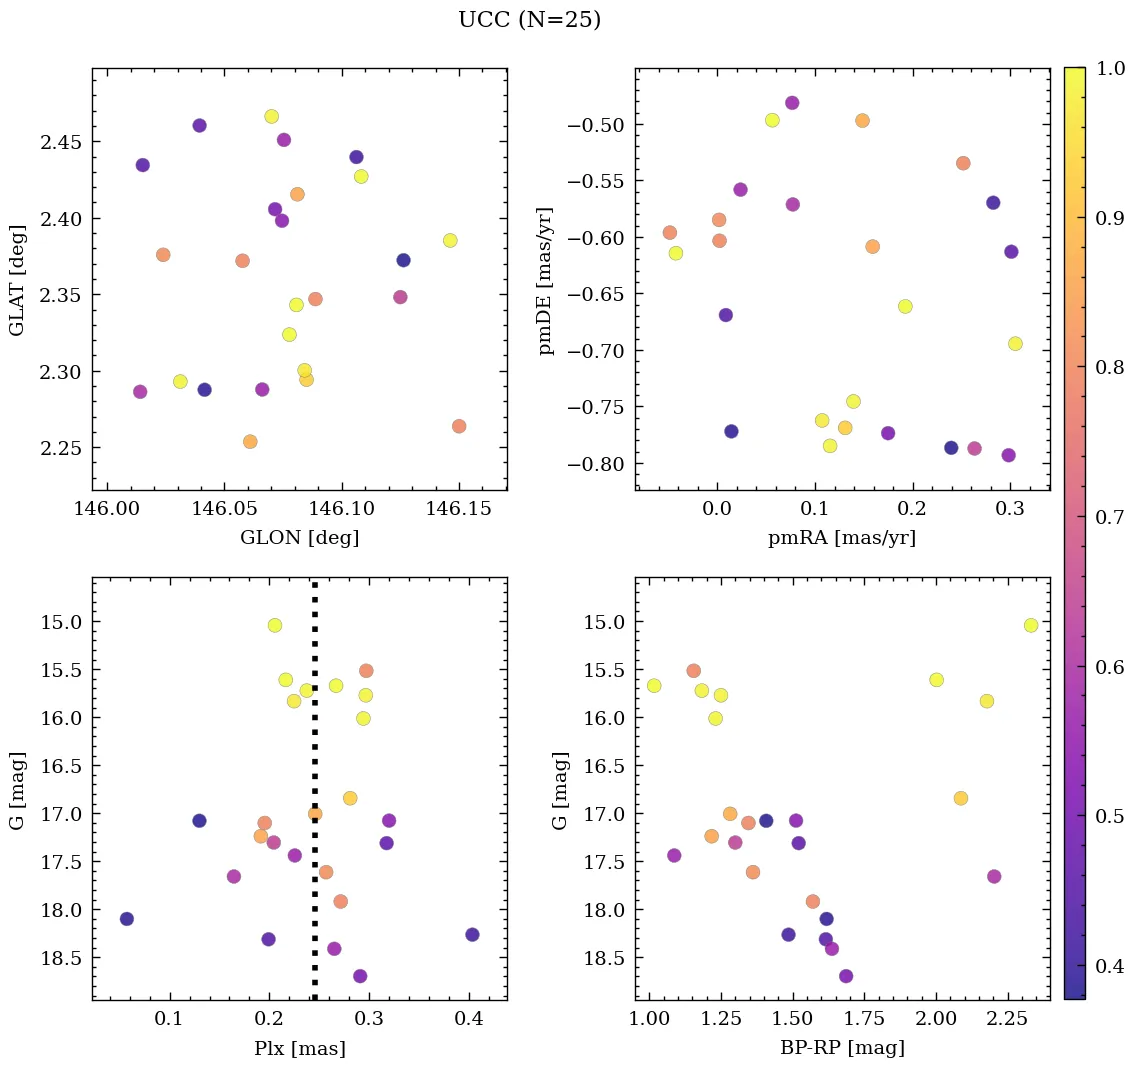 UCC (N=25)
2.45
2.40
2.35
2.30
2.25
GLAT [deg]
146.00 146.05 146.10 146.15
GLON [deg]
−0.50
−0.55
−0.60
−0.65
−0.70
−0.75
−0.80
pmDE [mas/yr]
0.0 0.1 0.2 0.3
pmRA [mas/yr]
15.0
15.5
16.0
16.5
17.0
17.5
18.0
18.5
G [mag]
0.1 0.2 0.3 0.4
Plx [mas]
15.0
15.5
16.0
16.5
17.0
17.5
18.0
18.5
G [mag]
1.00 1.25 1.50 1.75 2.00 2.25
BP-RP [mag]
1.0
0.9
0.8
0.7
0.6
0.5
0.4